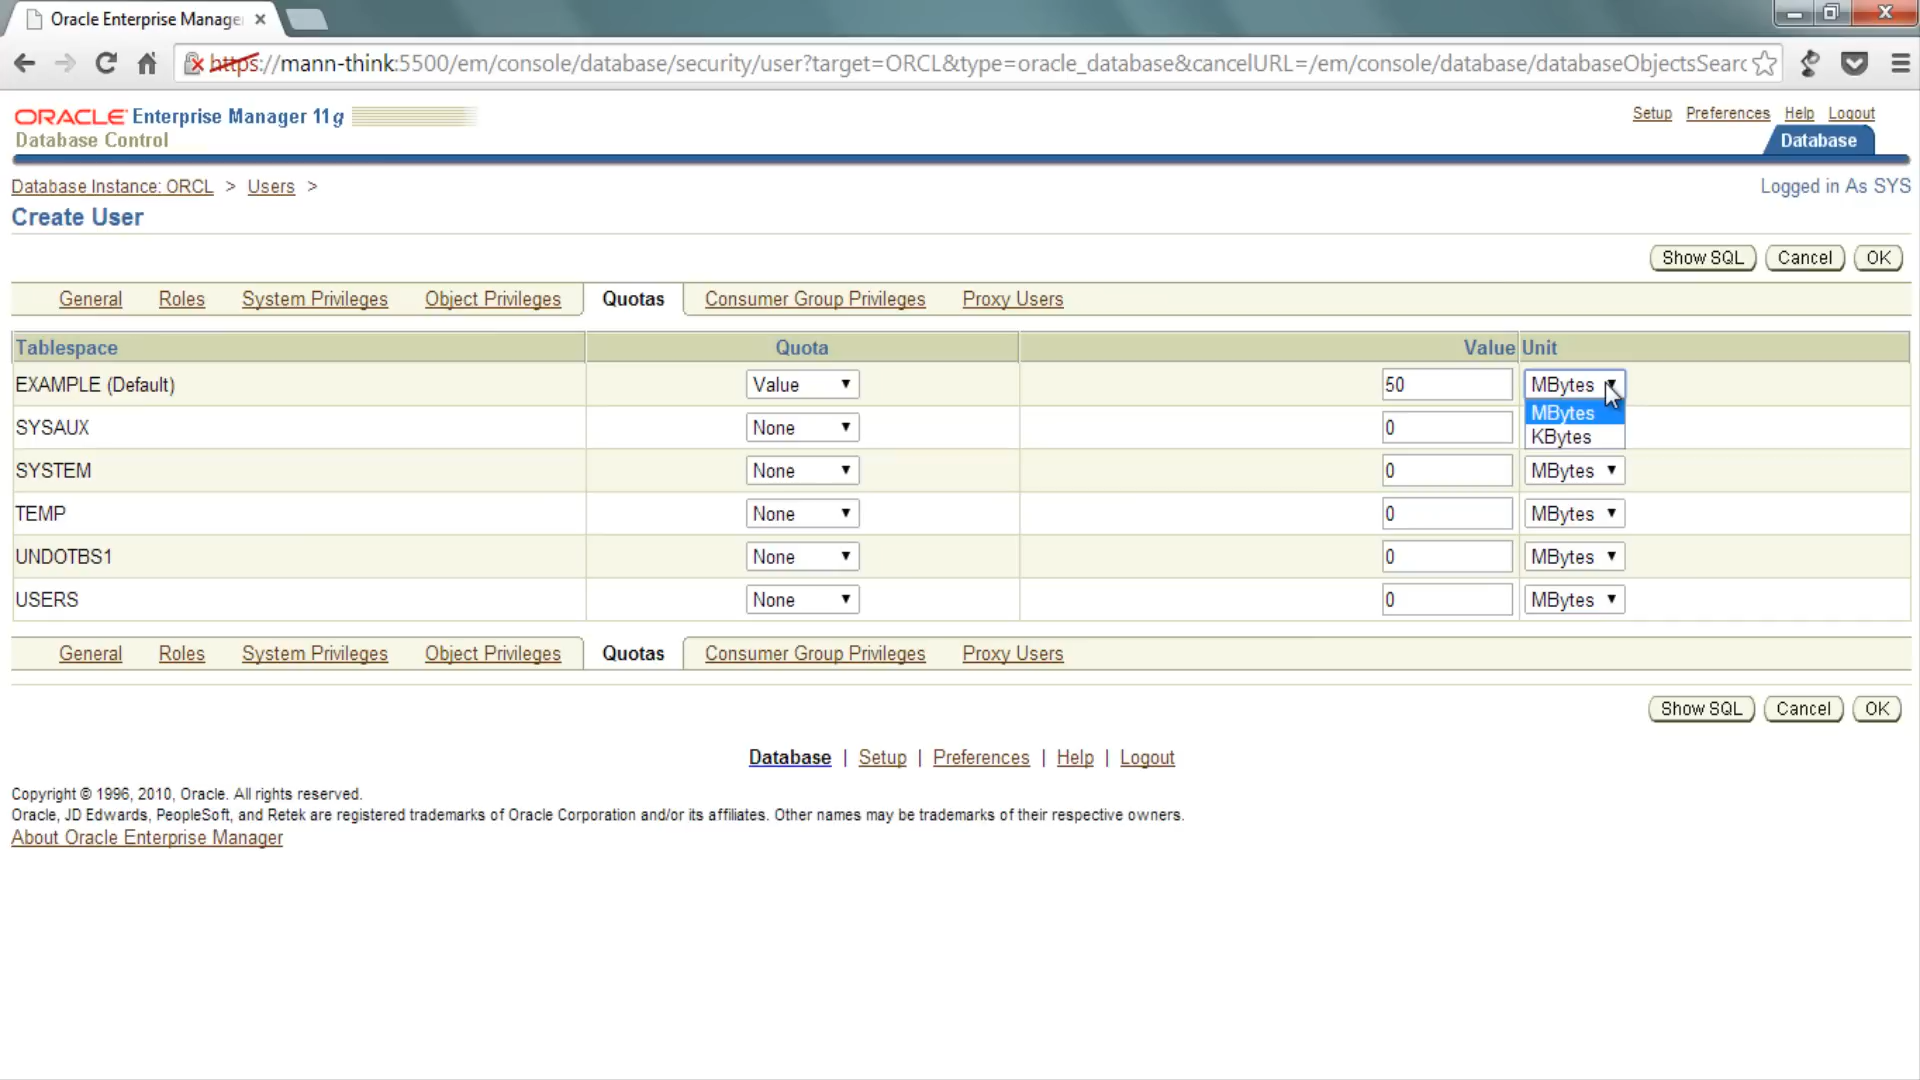 Oracle Enterprise Manage
https://mann-think:5500/em/console/database/security/user?target=ORCL&type=oracle_database&cancelURL=/em/console/database/databaseObjectsSearc
ORACLE Enterprise Manager 11g
Database Control
Setup Preferences Help Logout
Database
Database Instance: ORCL > Users >
Logged in As SYS
Create User
Show SQL Cancel OK
General Roles System Privileges Object Privileges Quotas Consumer Group Privileges Proxy Users
Tablespace Quota Value Unit
EXAMPLE (Default) Value 50 MBytes
MBytes
KBytes
SYSAUX None 0
SYSTEM None 0 MBytes
TEMP None 0 MBytes
UNDOTBS1 None 0 MBytes
USERS None 0 MBytes
General Roles System Privileges Object Privileges Quotas Consumer Group Privileges Proxy Users
Show SQL Cancel OK
Database | Setup | Preferences | Help | Logout
Copyright © 1996, 2010, Oracle. All rights reserved.
Oracle, JD Edwards, PeopleSoft, and Retek are registered trademarks of Oracle Corporation and/or its affiliates. Other names may be trademarks of their respective owners.
About Oracle Enterprise Manager